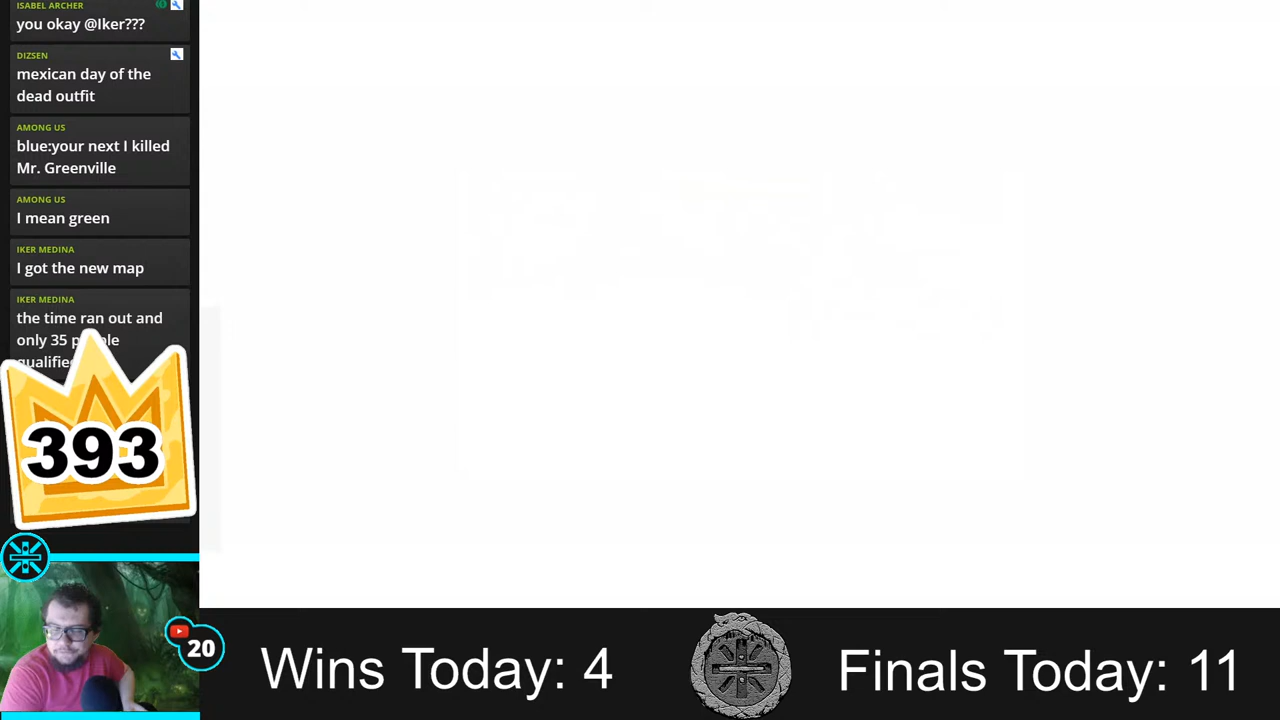 ISABEL ARCHER
you okay @Iker???
DIZSEN
mexican day of the
dead outfit
AMONG US
blue:your next I killed
Mr. Greenville
AMONG US
I mean green
IKER MEDINA
I got the new map
IKER MEDINA
the time ran out and
only 35
393
20
Wins Today: 4
Finals Today: 11